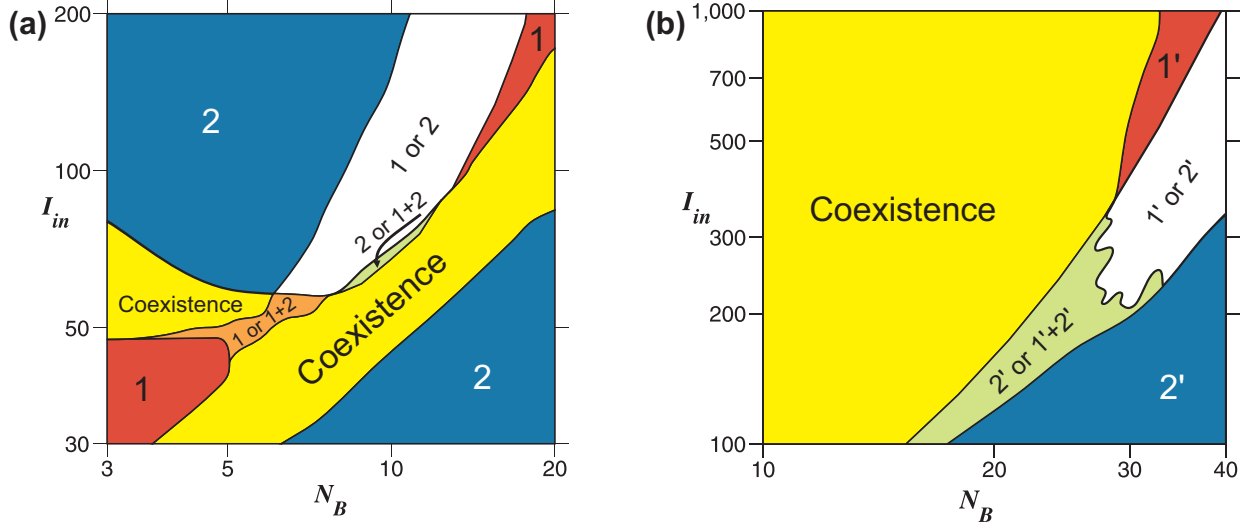 (a)
200
100
50
30
I_in
3
5
10
20
N_B
2
1 or 2
1
2 or 1+2
Coexistence
1 or 1+2
Coexistence
1
2
(b)
1,000
700
500
300
200
100
I_in
10
20
30
40
N_B
Coexistence
1'
1' or 2'
2' or 1'+2'
2'